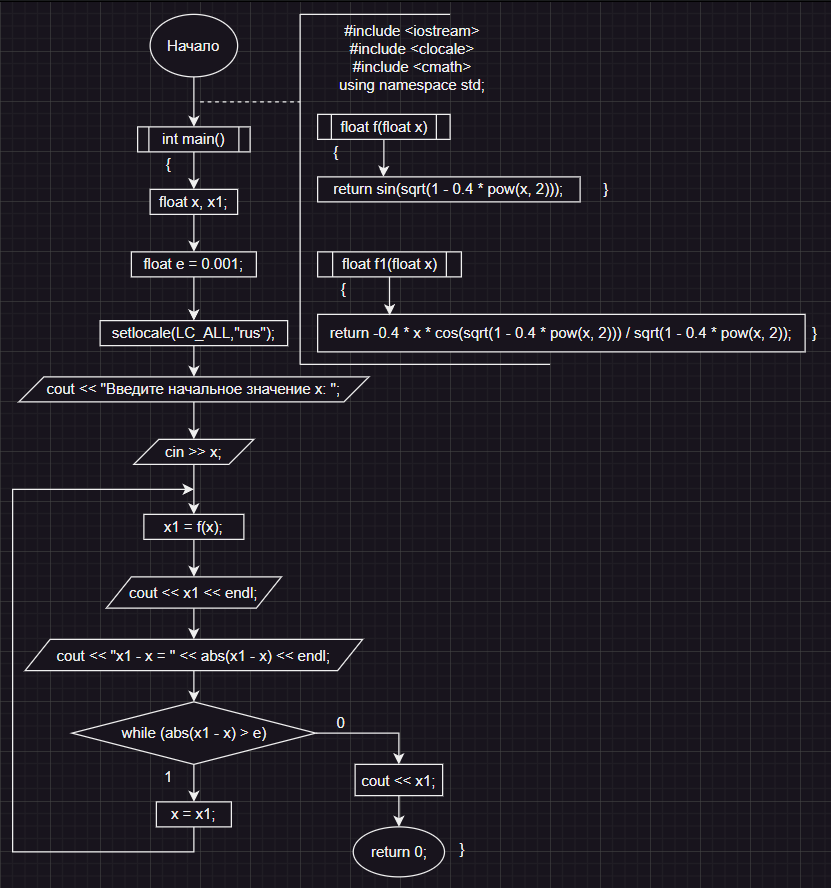 Начало
#include <iostream>
#include <clocale>
#include <cmath>
using namespace std;
float f(float x)
{
return sin(sqrt(1 - 0.4 * pow(x, 2)));
}
float f1(float x)
{
return -0.4 * x * cos(sqrt(1 - 0.4 * pow(x, 2))) / sqrt(1 - 0.4 * pow(x, 2));
}
int main()
{
float x, x1;
float e = 0.001;
setlocale(LC_ALL,"rus");
cout << "Введите начальное значение x: ";
cin >> x;
x1 = f(x);
cout << x1 << endl;
cout << "x1 - x = " << abs(x1 - x) << endl;
while (abs(x1 - x) > e)
0
1
x = x1;
cout << x1;
return 0;
}